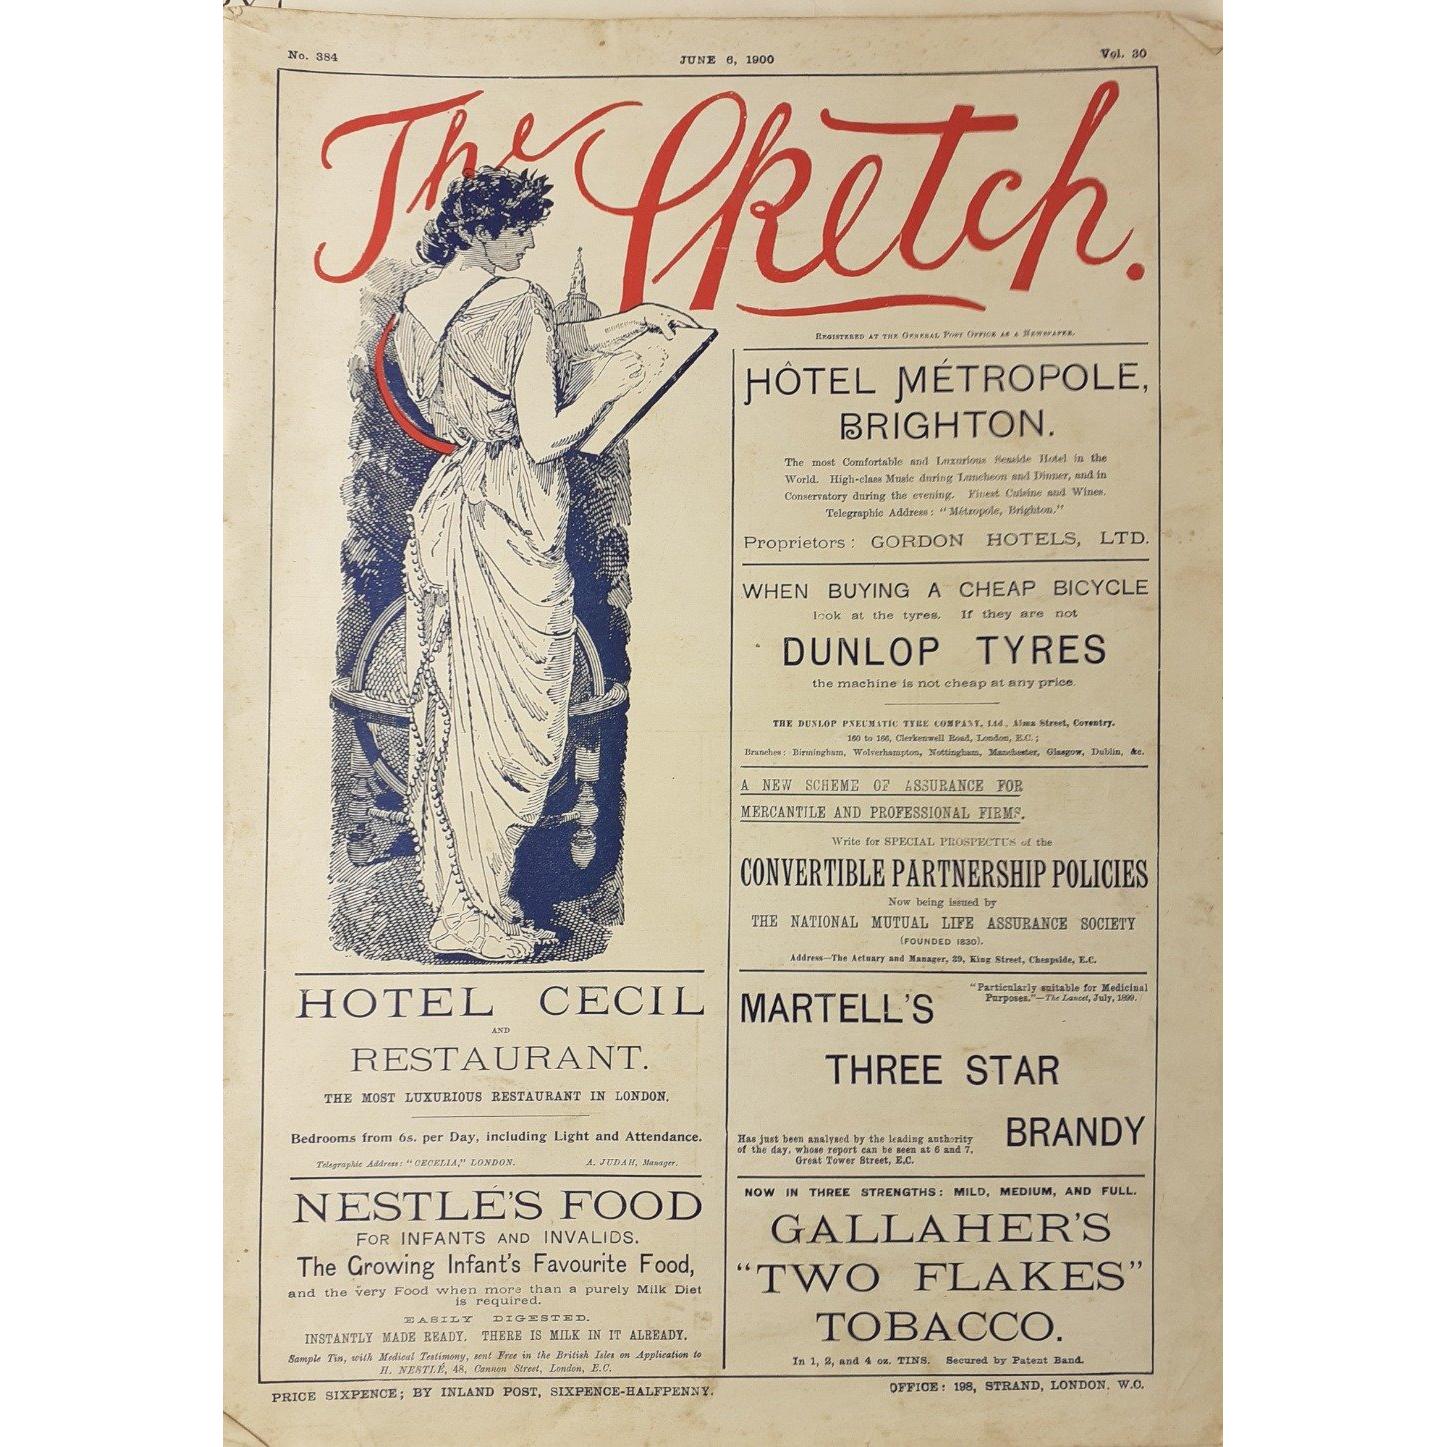 No. 384
JUNE 6, 1900
Vol. 30
The Sketch.
REGISTERED AT THE GENERAL POST OFFICE AS A NEWSPAPER.
HÔTEL MÉTROPOLE,
BRIGHTON.
The most Comfortable and Luxurious Seaside Hotel in the
World. High-class Music during Luncheon and Dinner, and in
Conservatory during the evening. Finest Cuisine and Wines.
Telegraphic Address: "Métropole, Brighton."
Proprietors: GORDON HOTELS, LTD.
WHEN BUYING A CHEAP BICYCLE
look at the tyres. If they are not
DUNLOP TYRES
the machine is not cheap at any price.
THE DUNLOP PNEUMATIC TYRE COMPANY, Ltd., Alma Street, Coventry.
160 to 166, Clerkenwell Road, London, E.C.;
Branches: Birmingham, Wolverhampton, Nottingham, Manchester, Glasgow, Dublin, &c.
A NEW SCHEME OF ASSURANCE FOR
MERCANTILE AND PROFESSIONAL FIRMS.
Write for SPECIAL PROSPECTUS of the
CONVERTIBLE PARTNERSHIP POLICIES
Now being issued by
THE NATIONAL MUTUAL LIFE ASSURANCE SOCIETY
(FOUNDED 1830).
Address—The Actuary and Manager, 39, King Street, Cheapside, E.C.
MARTELL'S
"Particularly suitable for Medicinal
Purposes."—The Lancet, July, 1899.
THREE STAR
BRANDY
Has just been analysed by the leading authority
of the day, whose report can be seen at 6 and 7,
Great Tower Street, E.C.
NOW IN THREE STRENGTHS: MILD, MEDIUM, AND FULL.
GALLAHER'S
"TWO FLAKES"
TOBACCO.
In 1, 2, and 4 oz. TINS. Secured by Patent Band.
HOTEL CECIL
AND
RESTAURANT.
THE MOST LUXURIOUS RESTAURANT IN LONDON.
Bedrooms from 6s. per Day, including Light and Attendance.
Telegraphic Address: "CECELIA," LONDON. A. JUDAH, Manager.
NESTLÉ'S FOOD
FOR INFANTS AND INVALIDS.
The Growing Infant's Favourite Food,
and the very Food when more than a purely Milk Diet
is required.
EASILY DIGESTED.
INSTANTLY MADE READY. THERE IS MILK IN IT ALREADY.
Sample Tin, with Medical Testimony, sent Free in the British Isles on Application to
H. NESTLÉ, 48, Cannon Street, London, E.C.
PRICE SIXPENCE; BY INLAND POST, SIXPENCE-HALFPENNY.
OFFICE: 198, STRAND, LONDON. W.C.